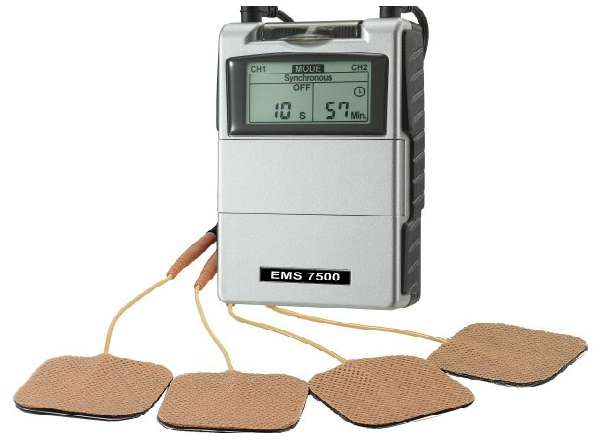 CH1 MODE CH2
Synchronous
OFF
10 S 57 Min.
EMS 7500